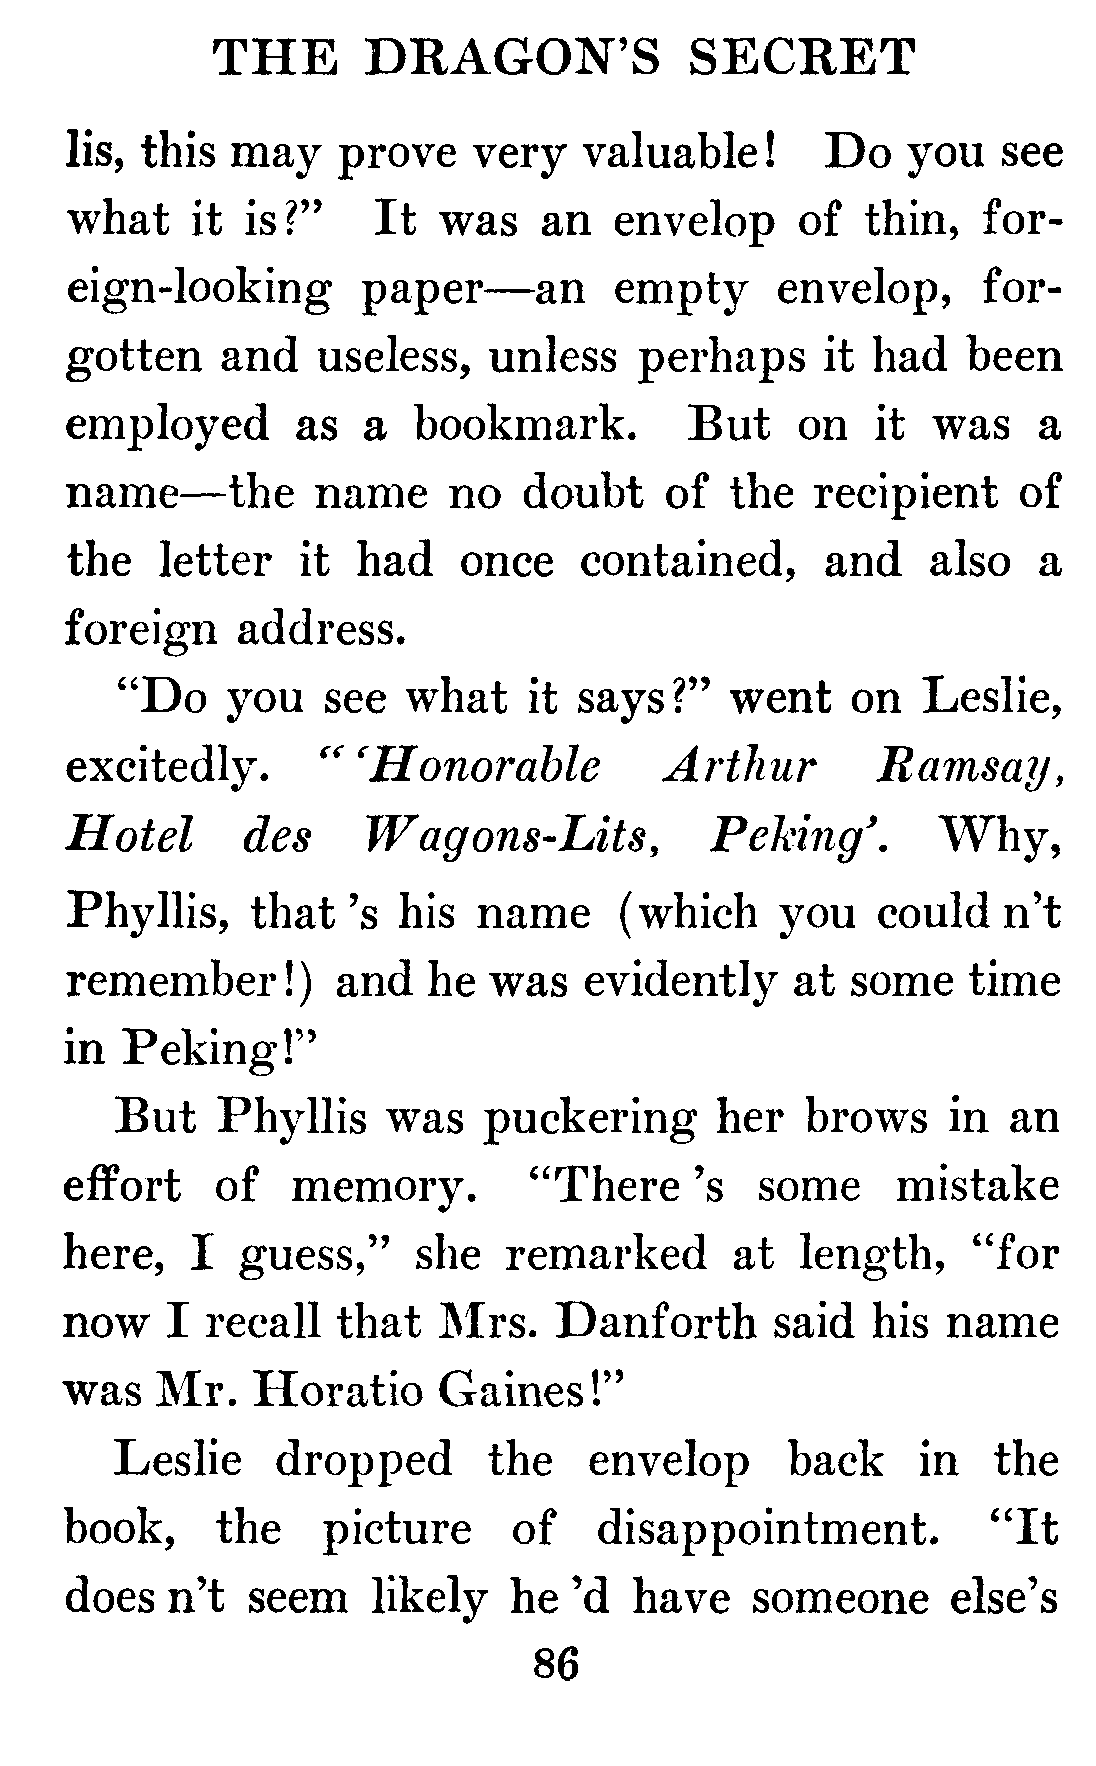 THE DRAGON'S SECRET
lis, this may prove very valuable! Do you see
what it is?" It was an envelop of thin, for-
eign-looking paper—an empty envelop, for-
gotten and useless, unless perhaps it had been
employed as a bookmark. But on it was a
name—the name no doubt of the recipient of
the letter it had once contained, and also a
foreign address.
"Do you see what it says?" went on Leslie,
excitedly. "'Honorable Arthur Ramsay,
Hotel des Wagons-Lits, Peking'. Why,
Phyllis, that 's his name (which you could n't
remember!) and he was evidently at some time
in Peking!"
But Phyllis was puckering her brows in an
effort of memory. "There 's some mistake
here, I guess," she remarked at length, "for
now I recall that Mrs. Danforth said his name
was Mr. Horatio Gaines!"
Leslie dropped the envelop back in the
book, the picture of disappointment. "It
does n't seem likely he 'd have someone else's
86